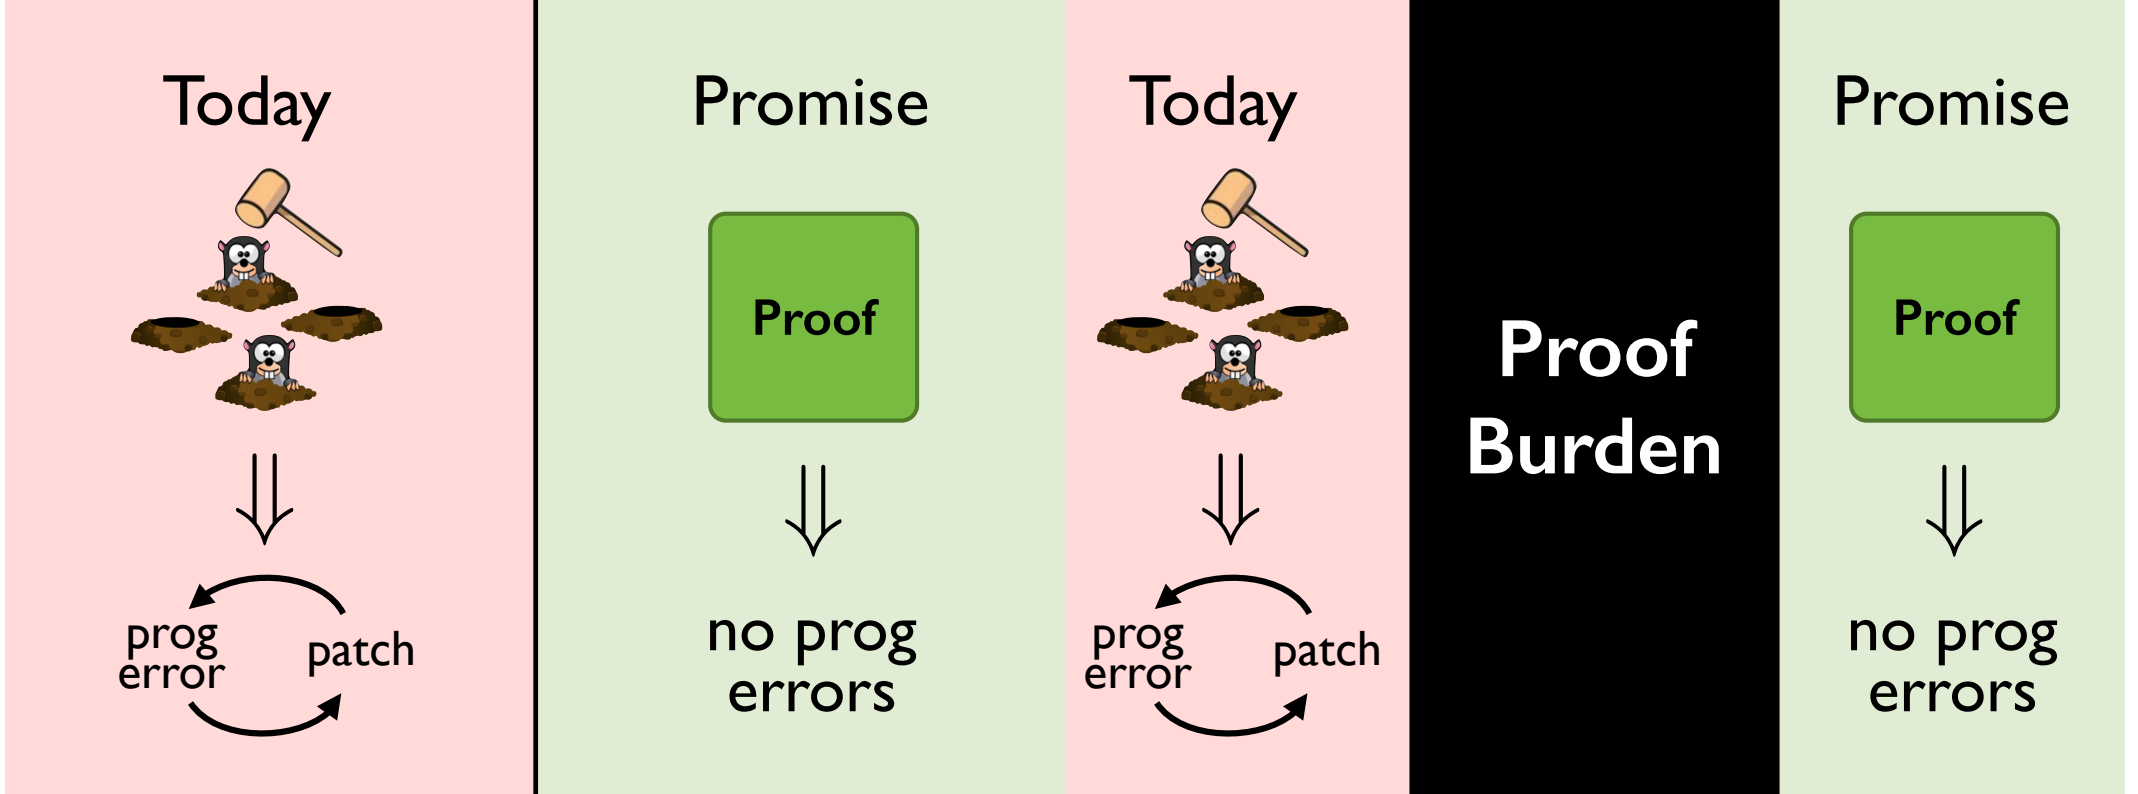 Today
prog
error
patch
Promise
Proof
no prog
errors
Today
prog
error
patch
Proof
Burden
Promise
Proof
no prog
errors